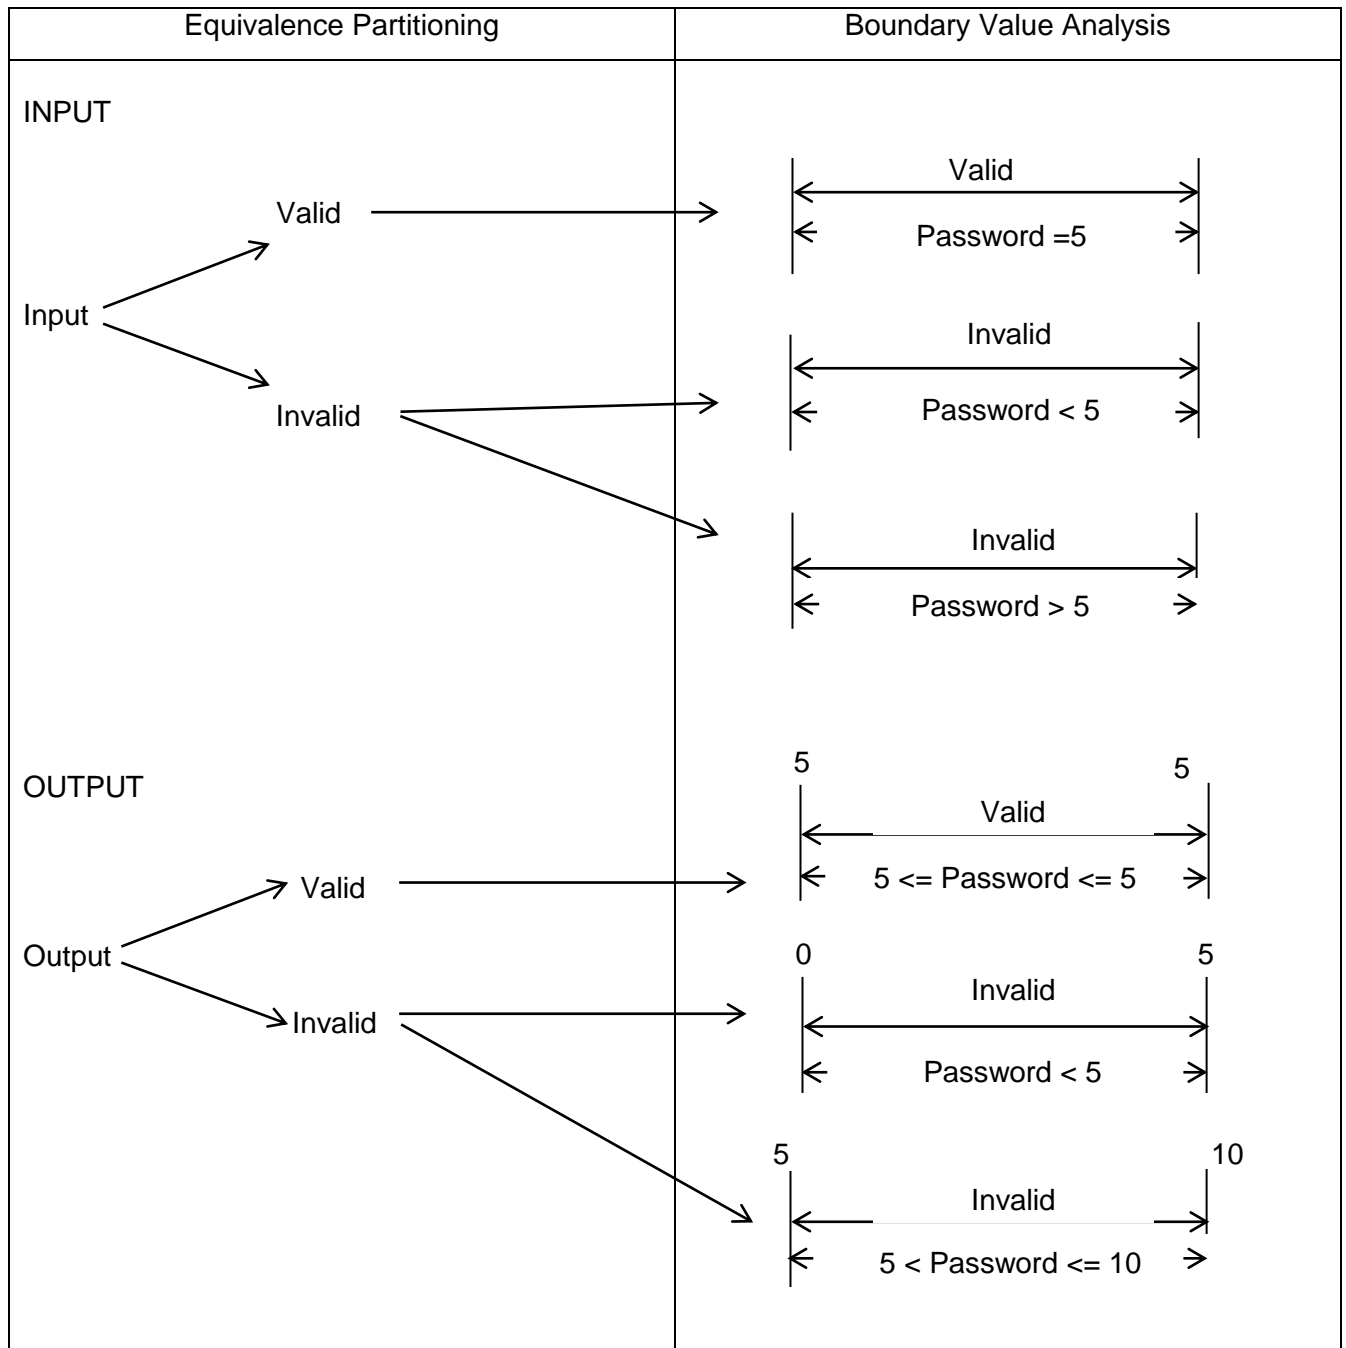 Equivalence Partitioning
Boundary Value Analysis
INPUT
Input
Valid
Invalid
Valid
Password =5
Invalid
Password < 5
Invalid
Password > 5
OUTPUT
Output
Valid
Invalid
5 5
Valid
5 <= Password <= 5
0 5
Invalid
Password < 5
5 10
Invalid
5 < Password <= 10